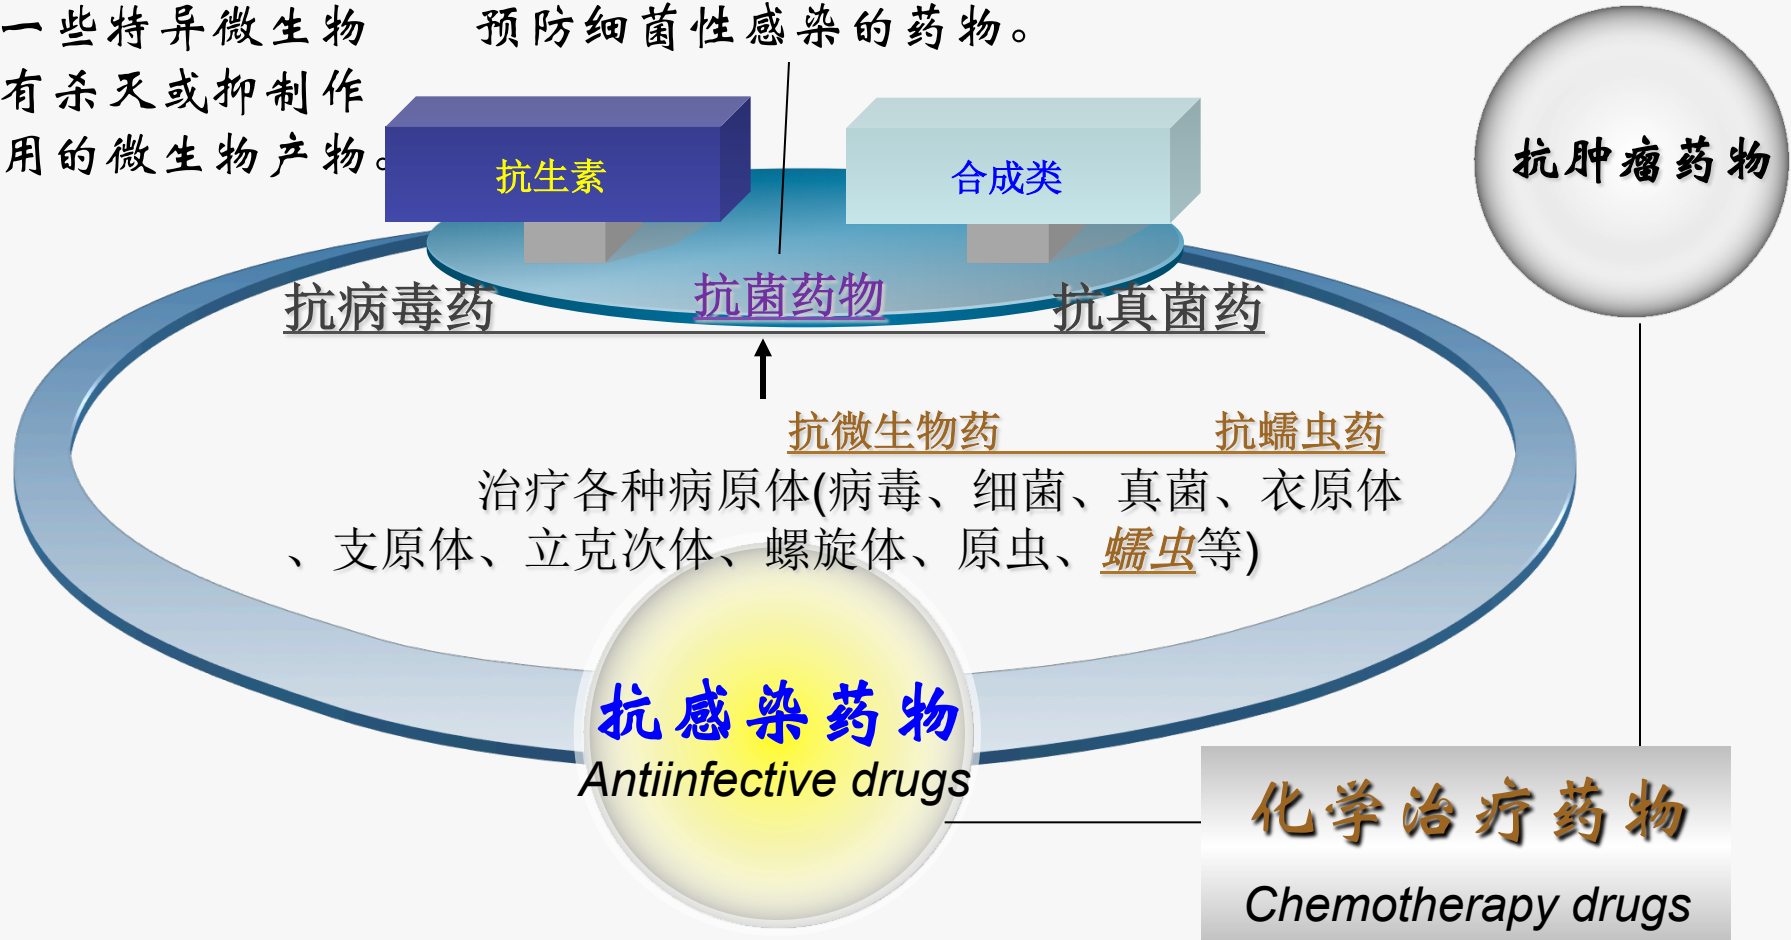 一些特异微生物
有杀灭或抑制作
用的微生物产物。
预防细菌性感染的药物。
抗生素
合成类
抗肿瘤药物
抗病毒药
抗菌药物
抗真菌药
抗微生物药
抗蠕虫药
治疗各种病原体(病毒、细菌、真菌、衣原体
、支原体、立克次体、螺旋体、原虫、蠕虫等)
抗感染药物
Antiinfective drugs
化学治疗药物
Chemotherapy drugs